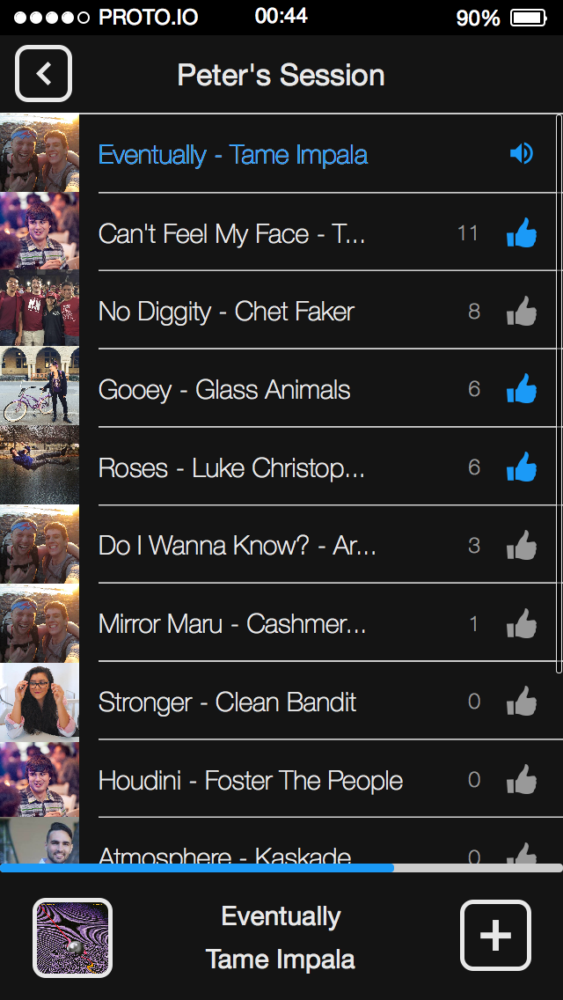 PROTO.IO 00:44 90%
Peter's Session
Eventually - Tame Impala
Can't Feel My Face - T... 11
No Diggity - Chet Faker 8
Gooey - Glass Animals 6
Roses - Luke Christop... 6
Do I Wanna Know? - Ar... 3
Mirror Maru - Cashmer... 1
Stronger - Clean Bandit 0
Houdini - Foster The People 0
Atmosphere - Kaskade 0
Eventually
Tame Impala